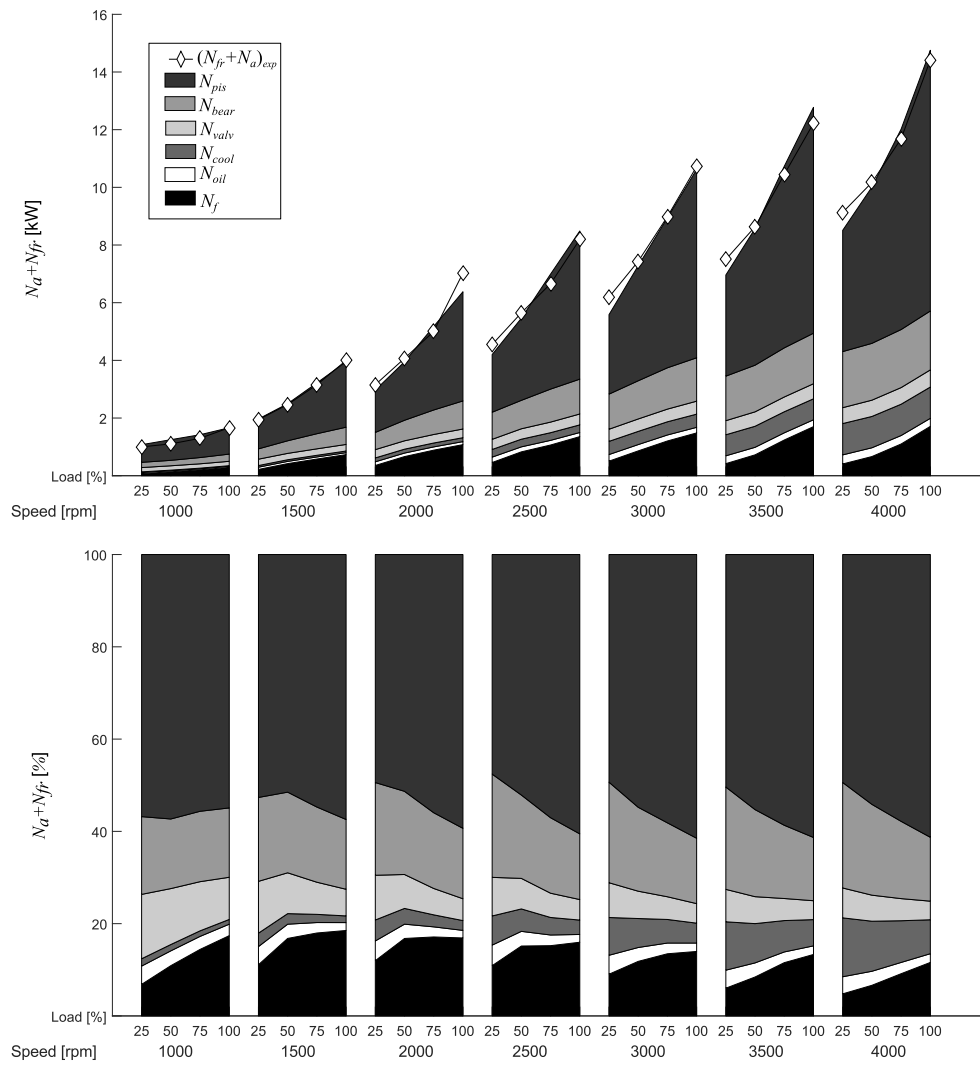 16
14
12
10
8
6
4
2
Na+Nfr [kW]
(Nfr+Na)exp
Npis
Nbear
Nvalv
Ncool
Noil
Nf
Load [%] 25 50 75 100 25 50 75 100 25 50 75 100 25 50 75 100 25 50 75 100 25 50 75 100 25 50 75 100
Speed [rpm] 1000 1500 2000 2500 3000 3500 4000
100
80
60
40
20
Na+Nfr [%]
Load [%] 25 50 75 100 25 50 75 100 25 50 75 100 25 50 75 100 25 50 75 100 25 50 75 100 25 50 75 100
Speed [rpm] 1000 1500 2000 2500 3000 3500 4000